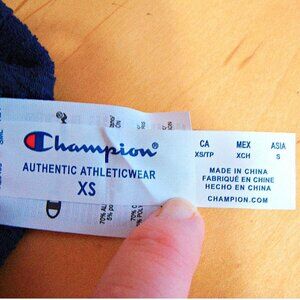 Champion®
AUTHENTIC ATHLETICWEAR
XS
CA MEX ASIA
XS/TP XCH S
MADE IN CHINA
FABRIQUÉ EN CHINE
HECHO EN CHINA
CHAMPION.COM